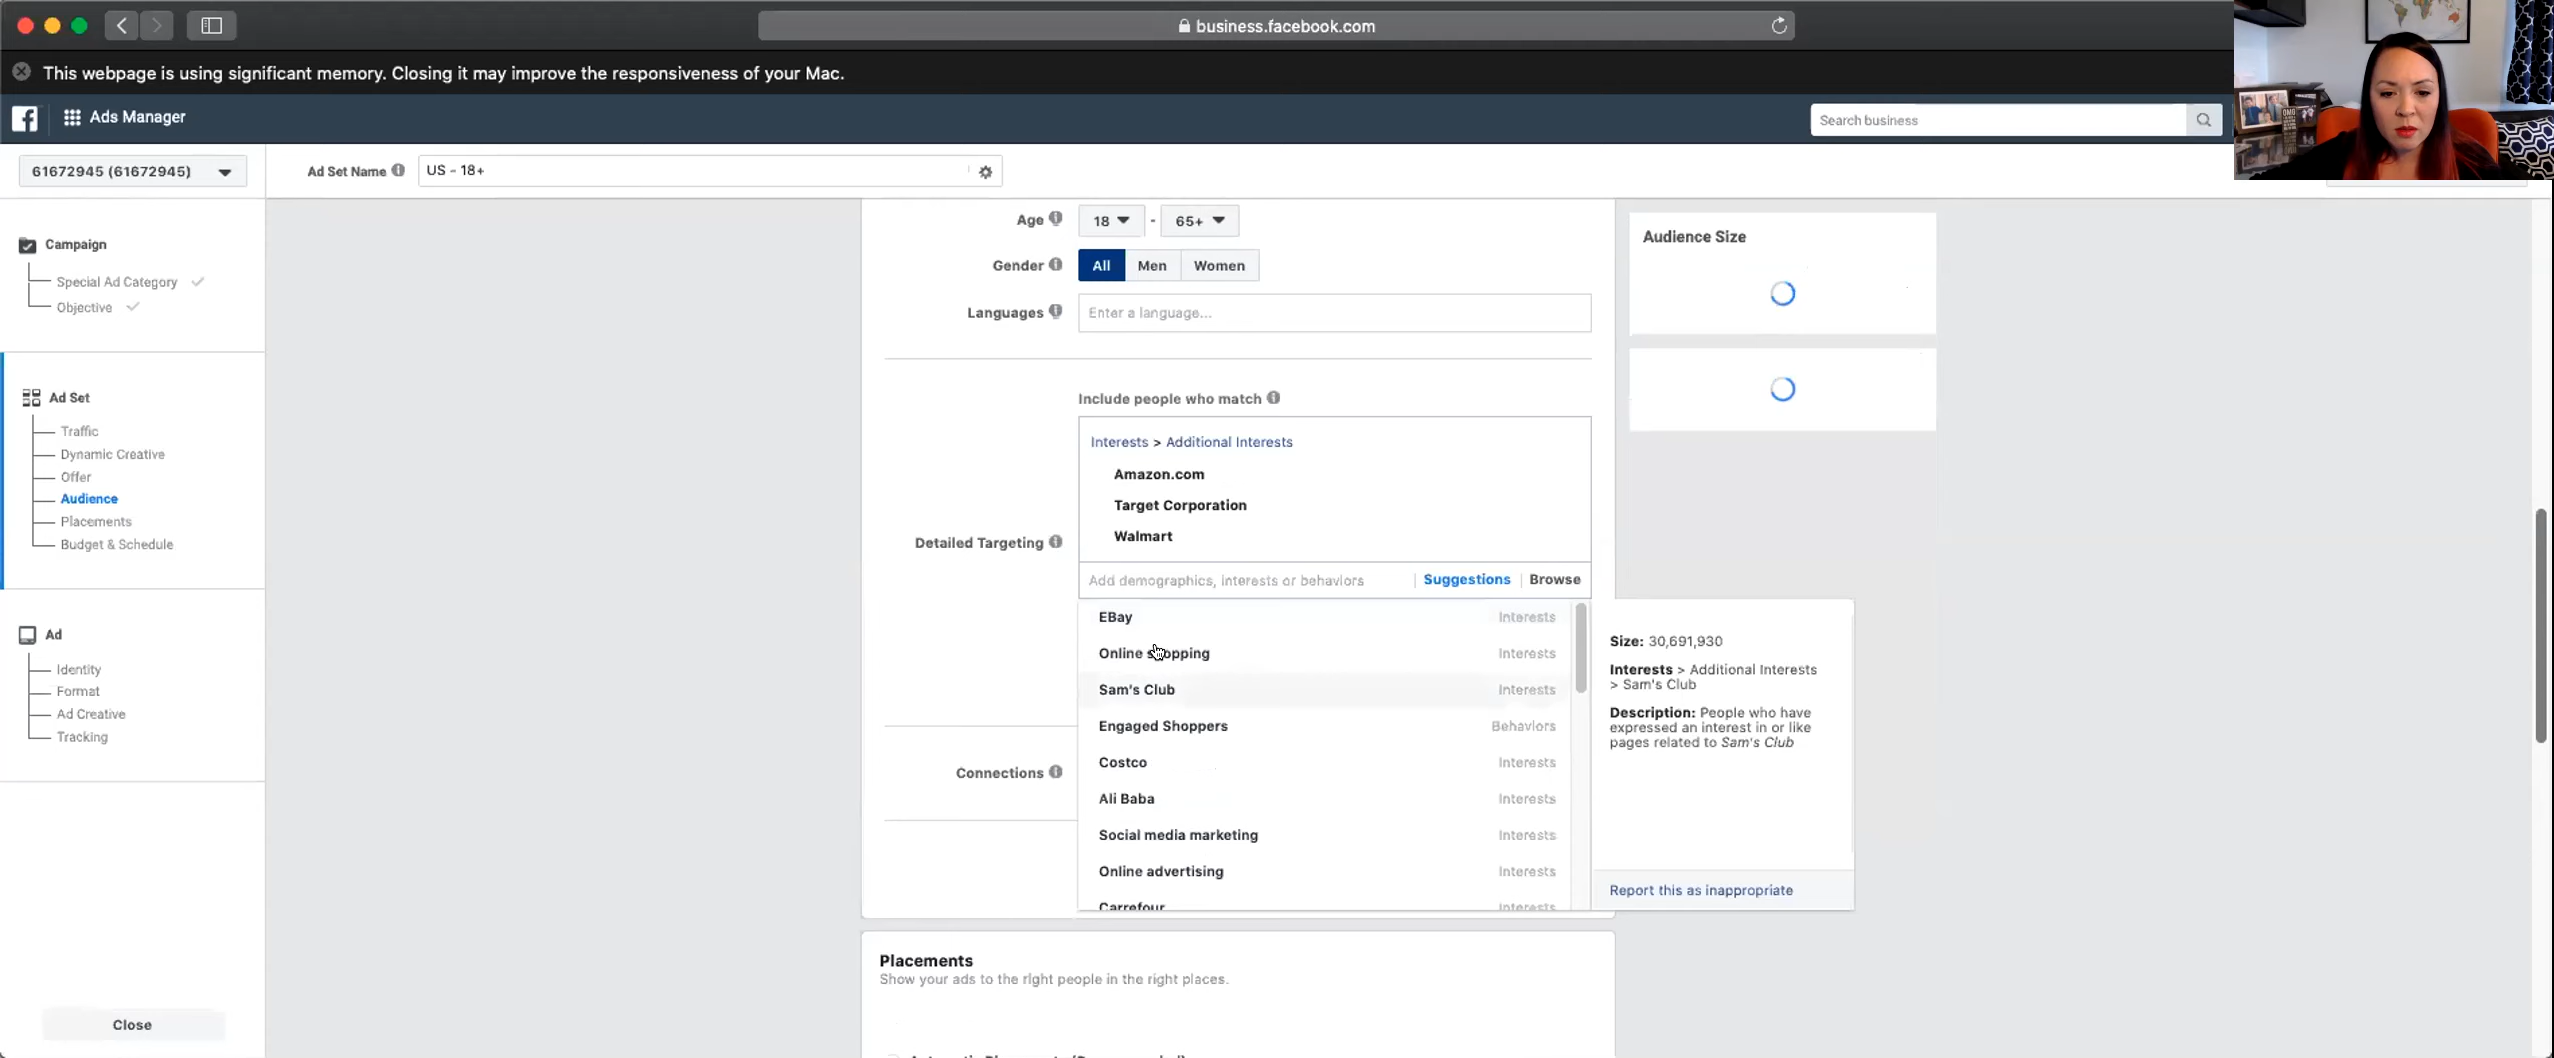 business.facebook.com
This webpage is using significant memory. Closing it may improve the responsiveness of your Mac.
Ads Manager
Search business
61672945 (61672945)
Ad Set Name
US - 18+
Campaign
Special Ad Category
Objective
Ad Set
Traffic
Dynamic Creative
Offer
Audience
Placements
Budget & Schedule
Ad
Identity
Format
Ad Creative
Tracking
Close
Age 18 - 65+
Gender All Men Women
Languages Enter a language...
Detailed Targeting
Include people who match
Interests > Additional Interests
Amazon.com
Target Corporation
Walmart
Add demographics, interests or behaviors | Suggestions | Browse
EBay Interests
Online shopping Interests
Sam's Club Interests
Engaged Shoppers Behaviors
Costco Interests
Ali Baba Interests
Social media marketing Interests
Online advertising Interests
Carrefour Interests
Size: 30,691,930
Interests > Additional Interests
> Sam's Club
Description: People who have
expressed an interest in or like
pages related to Sam's Club
Report this as inappropriate
Connections
Placements
Show your ads to the right people in the right places.
Audience Size